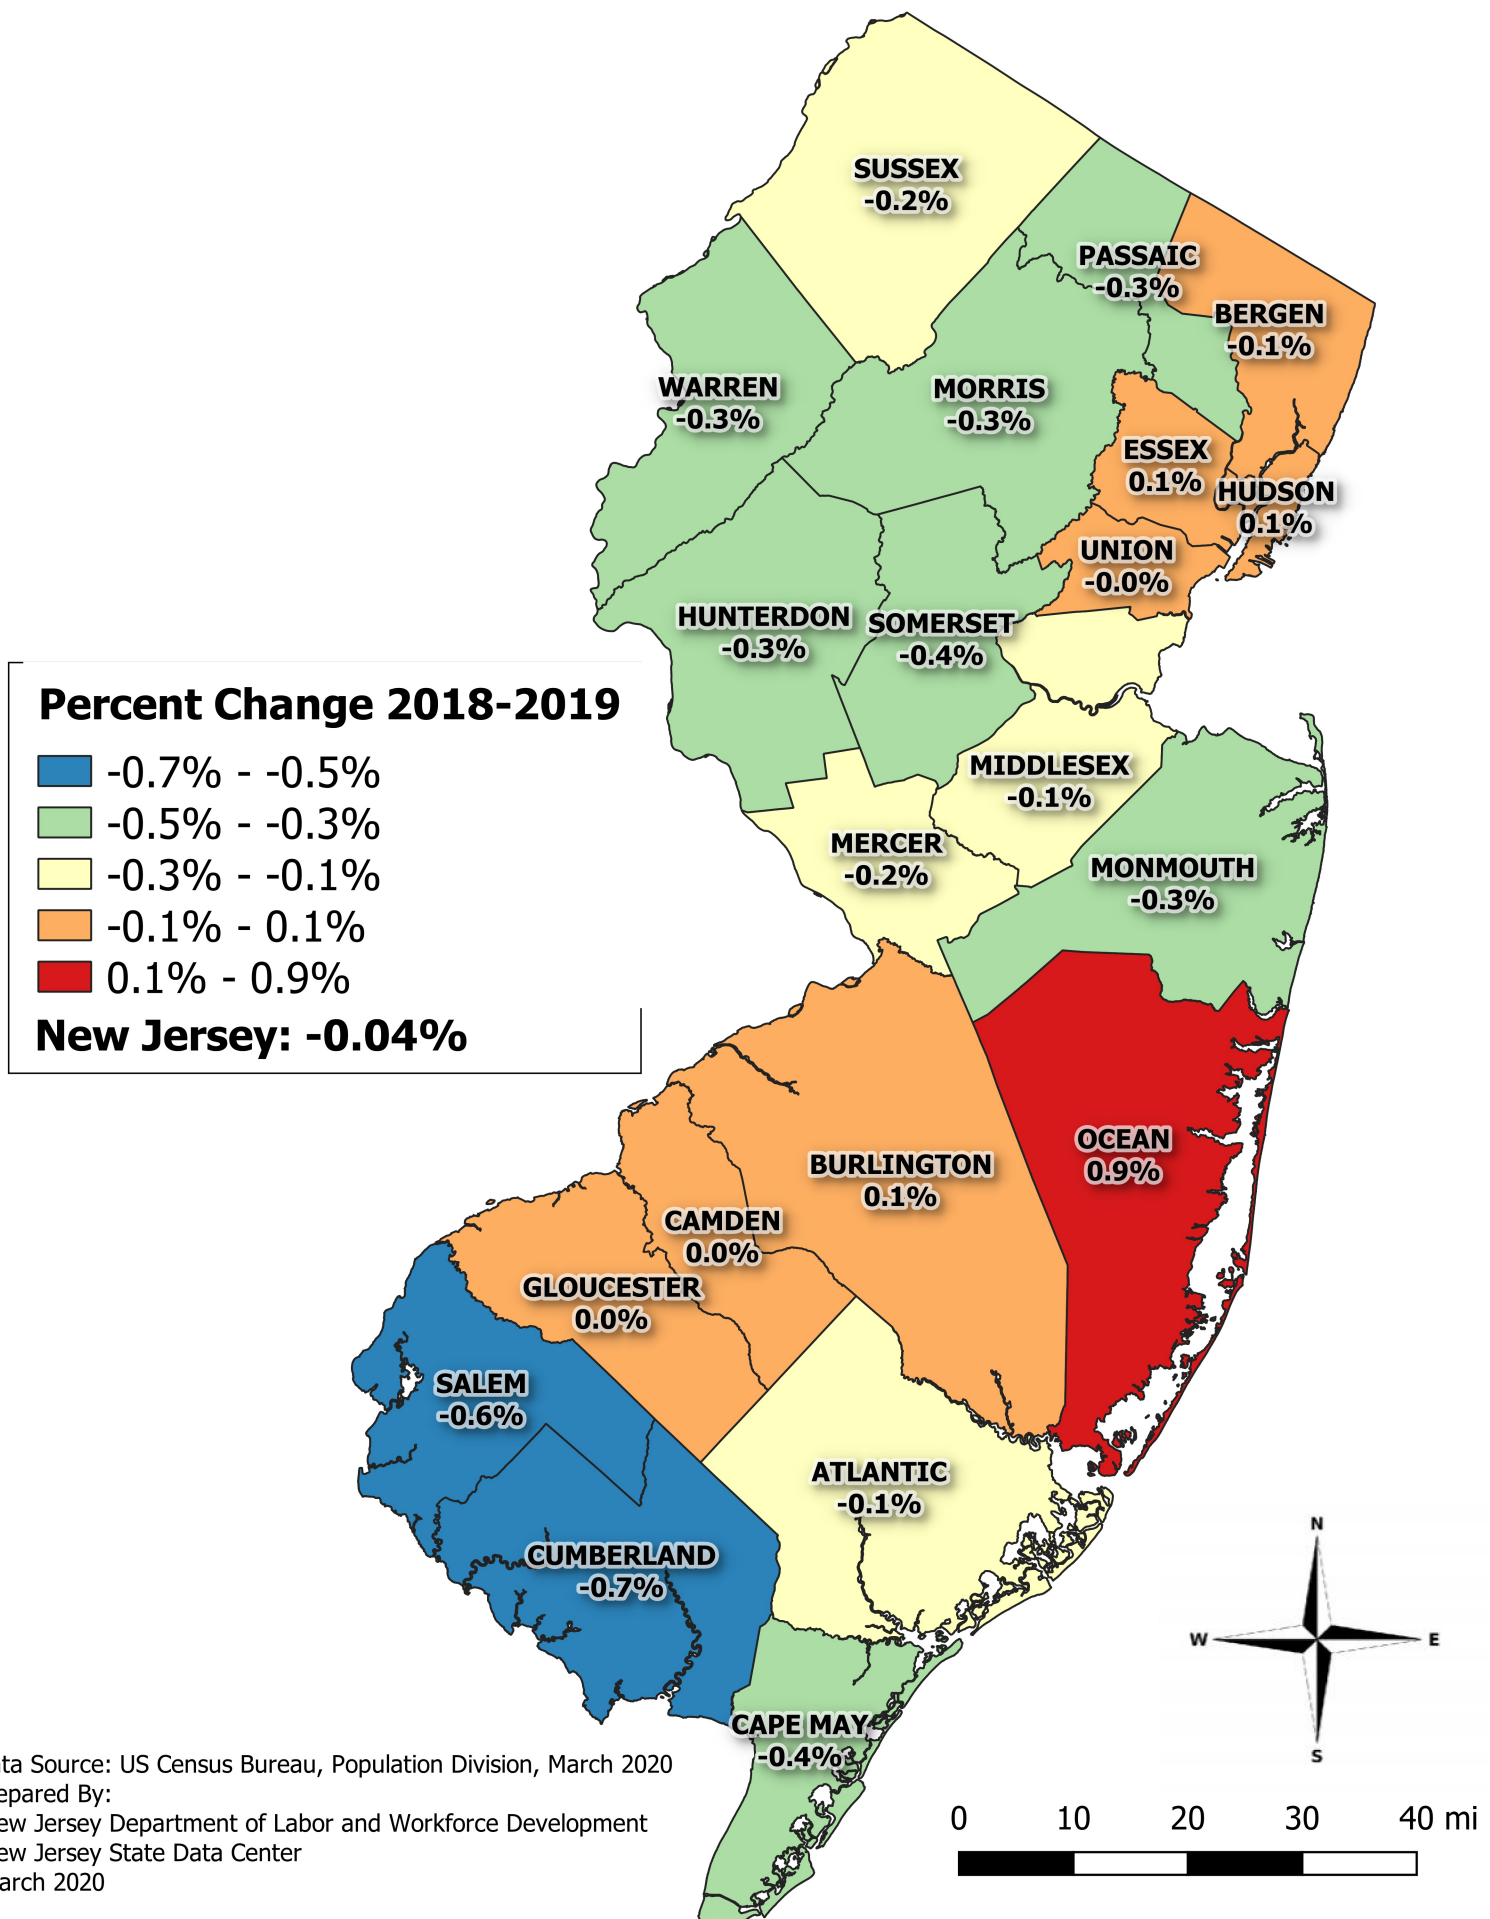 SUSSEX
-0.2%
PASSAIC
-0.3%
BERGEN
-0.1%
WARREN
-0.3%
MORRIS
-0.3%
ESSEX
0.1%
HUDSON
0.1%
UNION
-0.0%
HUNTERDON
-0.3%
SOMERSET
-0.4%
Percent Change 2018-2019
-0.7% - -0.5%
-0.5% - -0.3%
-0.3% - -0.1%
-0.1% - 0.1%
0.1% - 0.9%
New Jersey: -0.04%
MIDDLESEX
-0.1%
MERCER
-0.2%
MONMOUTH
-0.3%
OCEAN
0.9%
BURLINGTON
0.1%
CAMDEN
0.0%
GLOUCESTER
0.0%
SALEM
-0.6%
ATLANTIC
-0.1%
CUMBERLAND
-0.7%
CAPE MAY
-0.4%
N
W
E
S
ata Source: US Census Bureau, Population Division, March 2020
epared By:
ew Jersey Department of Labor and Workforce Development
ew Jersey State Data Center
arch 2020
0 10 20 30 40 mi